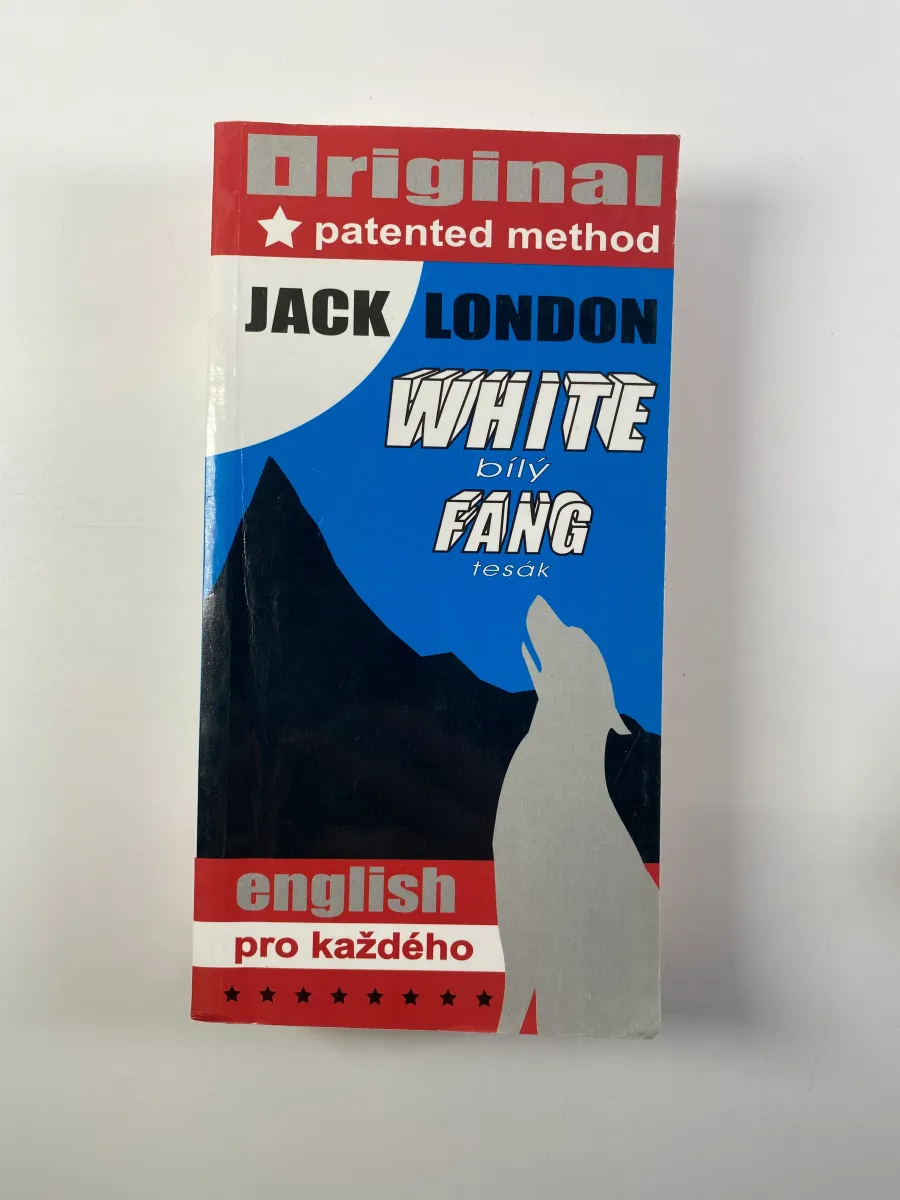 Original
patented method
JACK LONDON
WHITE
bílý
FANG
tesák
english
pro každého